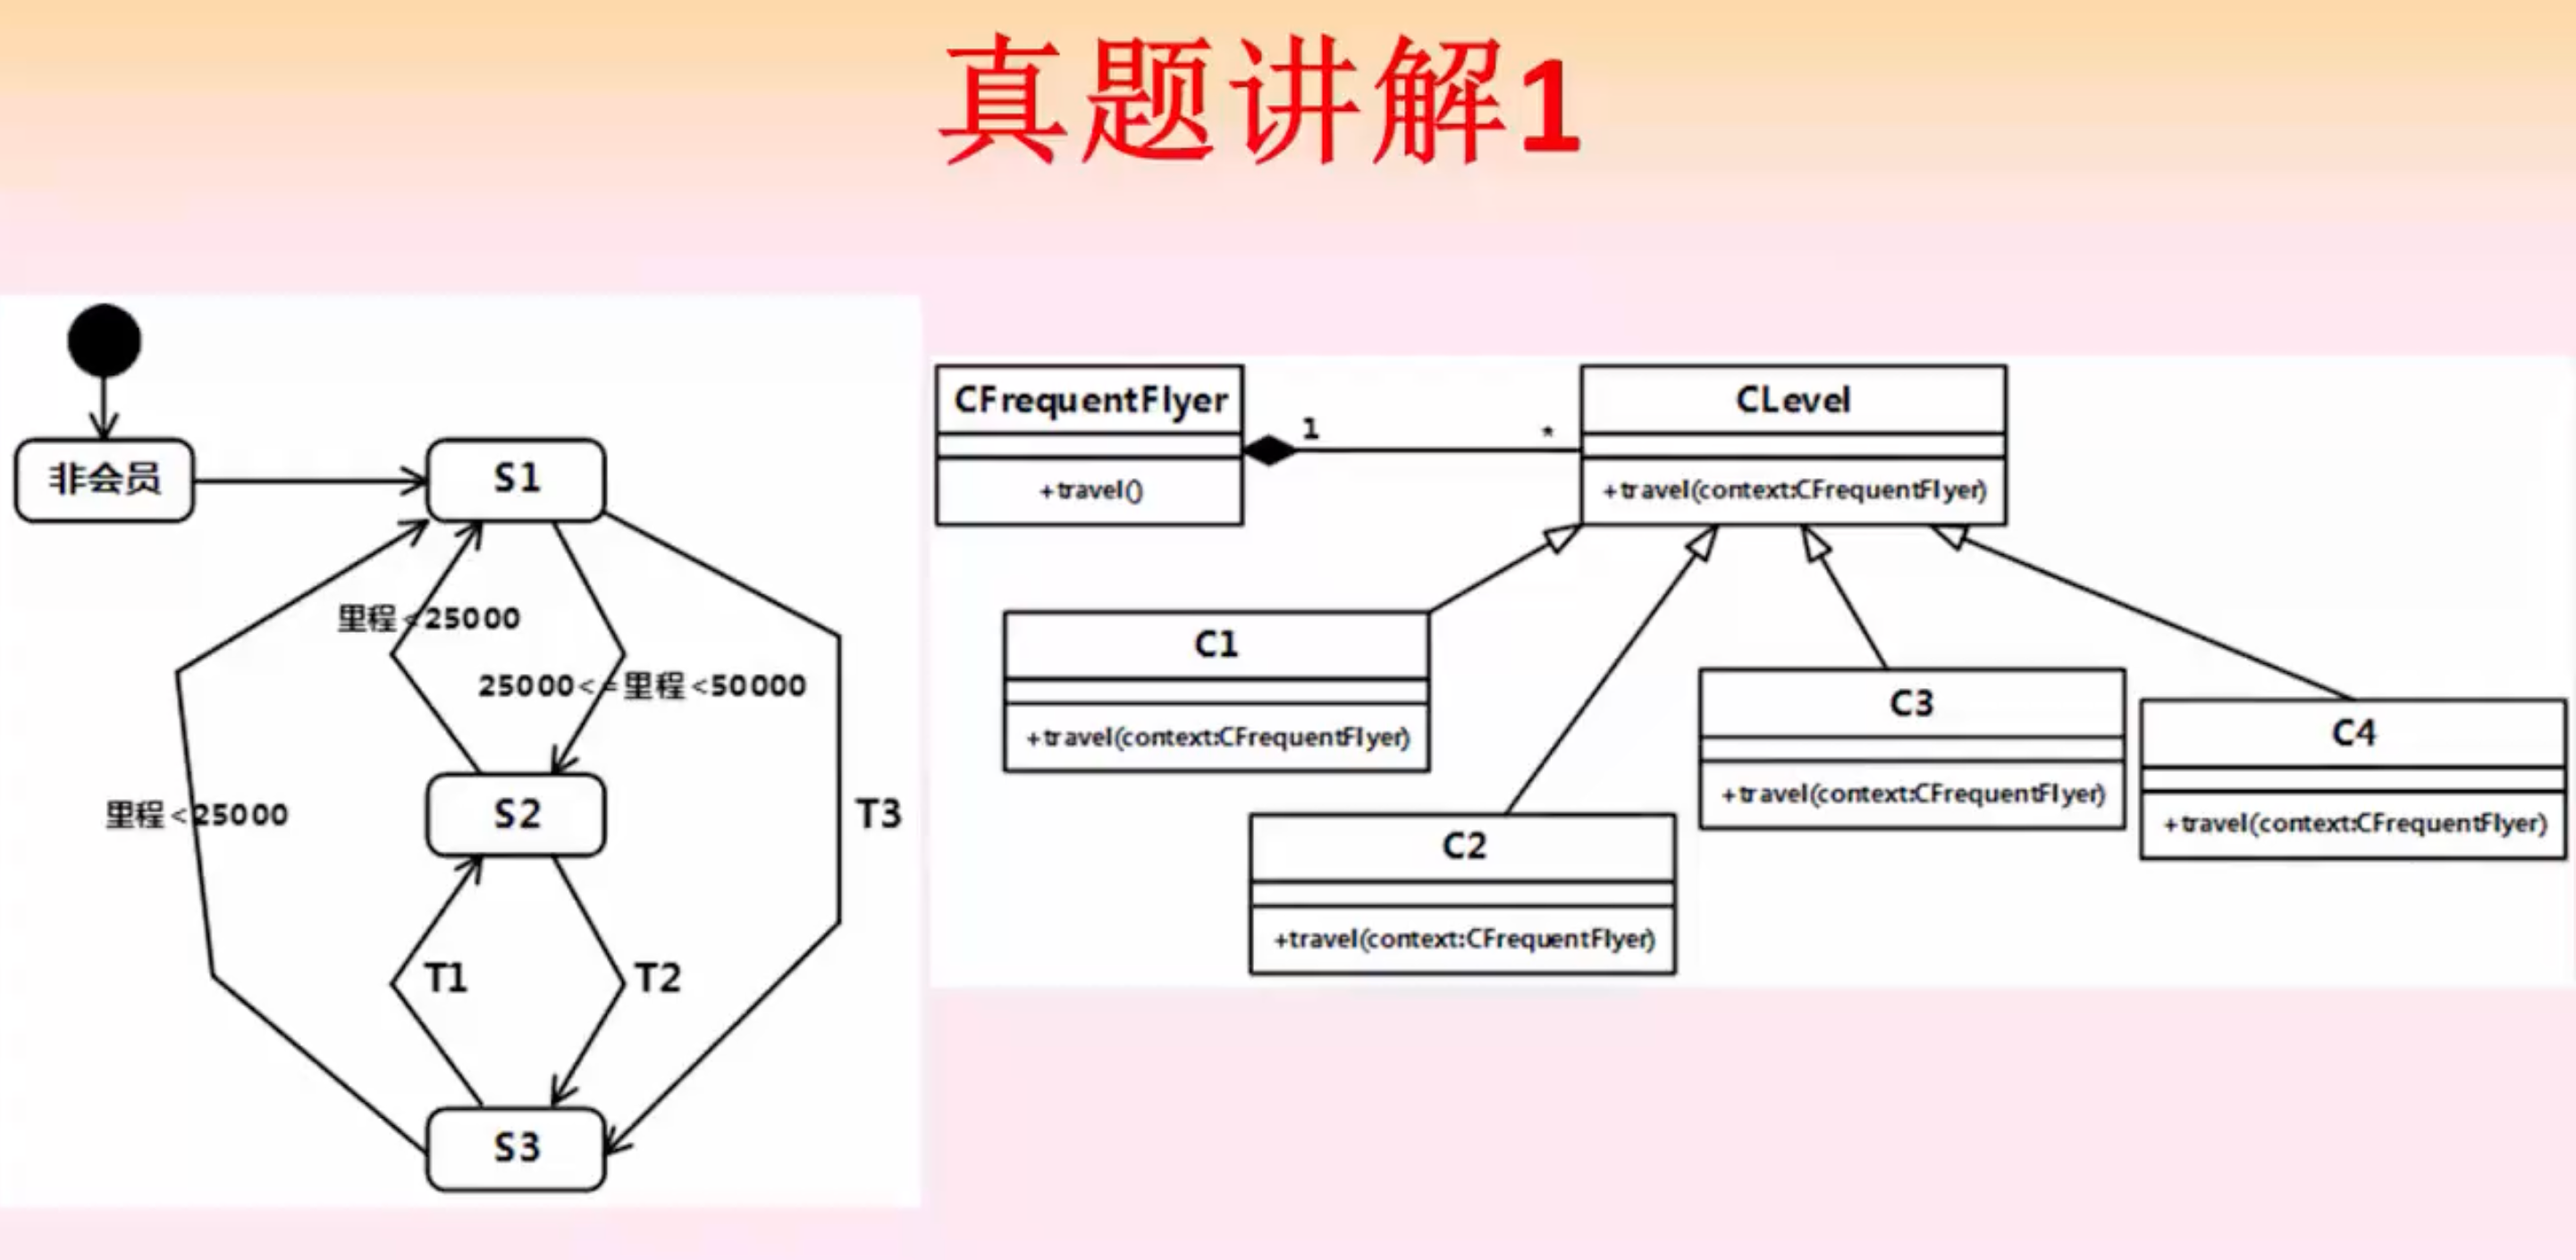 真题讲解1
非会员
S1
里程<25000
25000<=里程<50000
里程<25000
S2
T3
T1
T2
S3
CFrequentFlyer
+travel()
1
*
CLevel
+travel(context:CFrequentFlyer)
C1
+travel(context:CFrequentFlyer)
C2
+travel(context:CFrequentFlyer)
C3
+travel(context:CFrequentFlyer)
C4
+travel(context:CFrequentFlyer)